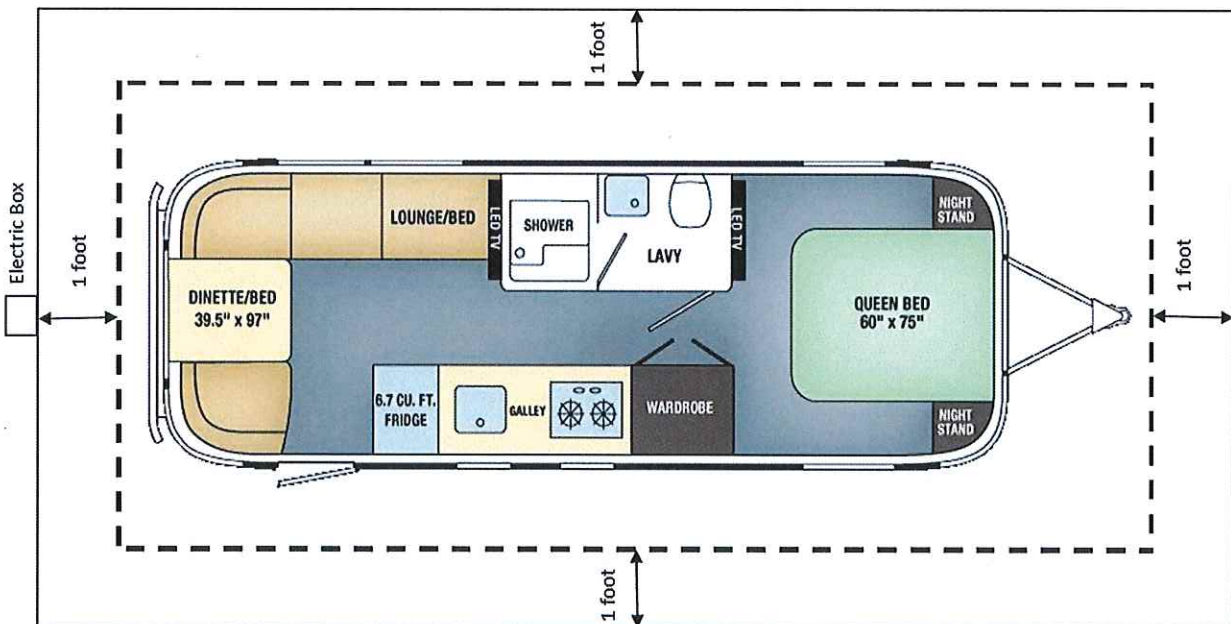 1 foot
Electric Box
1 foot
LOUNGE/BED
LED TV
SHOWER
LAVY
LED TV
NIGHT
STAND
DINETTE/BED
39.5" x 97"
QUEEN BED
60" x 75"
1 foot
6.7 CU. FT.
FRIDGE
GALLEY
WARDROBE
NIGHT
STAND
1 foot